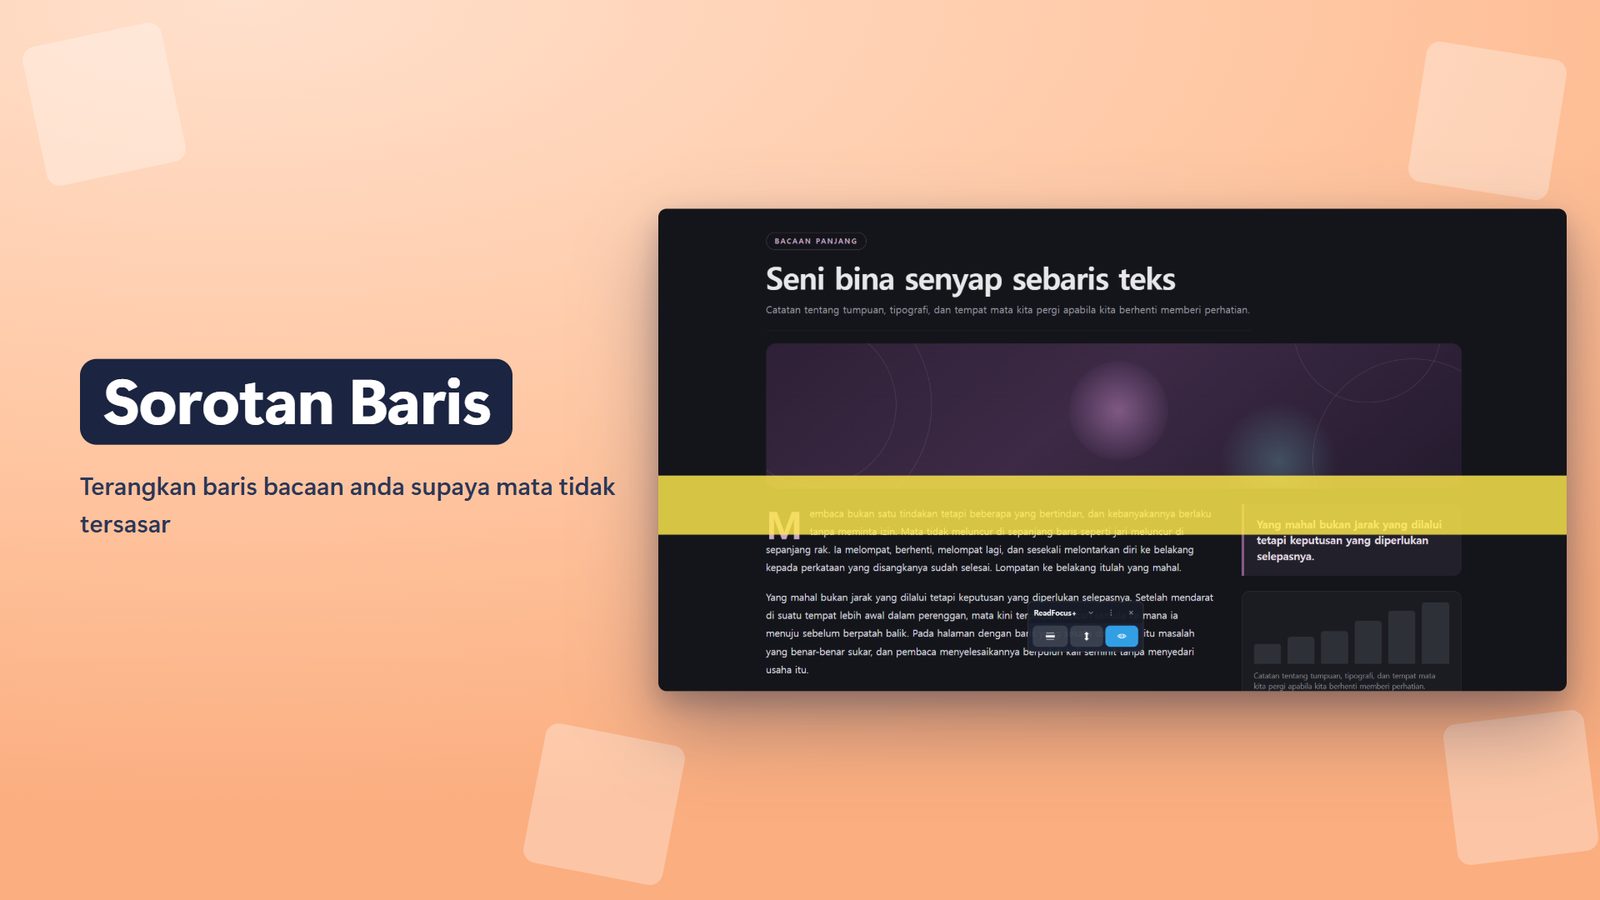 Sorotan Baris
Terangkan baris bacaan anda supaya mata tidak
tersasar
BACAAN PANJANG
Seni bina senyap sebaris teks
Catatan tentang tumpuan, tipografi, dan tempat mata kita pergi apabila kita berhenti memberi perhatian.
Membaca bukan satu tindakan tetapi beberapa yang bertindan, dan kebanyakannya berlaku
tanpa meminta izin. Mata tidak meluncur di sepanjang baris seperti jari meluncur di
sepanjang rak. Ia melompat, berhenti, melompat lagi, dan sesekali melontarkan diri ke belakang
kepada perkataan yang disangkanya sudah selesai. Lompatan ke belakang itulah yang mahal.
Yang mahal bukan jarak yang dilalui tetapi keputusan yang diperlukan selepasnya. Setelah mendarat
di suatu tempat lebih awal dalam perenggan, mata kini mana ia
menuju sebelum berpatah balik. Pada halaman dengan itu masalah
yang benar-benar sukar, dan pembaca menyelesaikannya berpuluh kali seminit tanpa menyedari
usaha itu.
ReadFocus+
Yang mahal bukan jarak yang dilalui
tetapi keputusan yang diperlukan
selepasnya.
Catatan tentang tumpuan, tipografi, dan tempat mata
kita pergi apabila kita berhenti memberi perhatian.